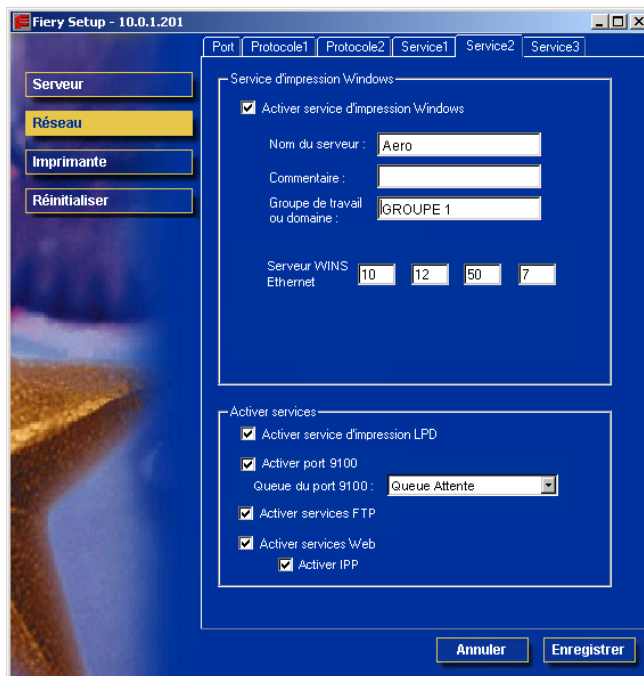 Fiery Setup - 10.0.1.201
Port Protocole1 Protocole2 Service1 Service2 Service3
Serveur
Réseau
Imprimante
Réinitialiser
Service d'impression Windows
Activer service d'impression Windows
Nom du serveur : Aero
Commentaire :
Groupe de travail
ou domaine : GROUPE 1
Serveur WINS
Ethernet 10 12 50 7
Activer services
Activer service d'impression LPD
Activer port 9100
Queue du port 9100 : Queue Attente
Activer services FTP
Activer services Web
Activer IPP
Annuler Enregistrer